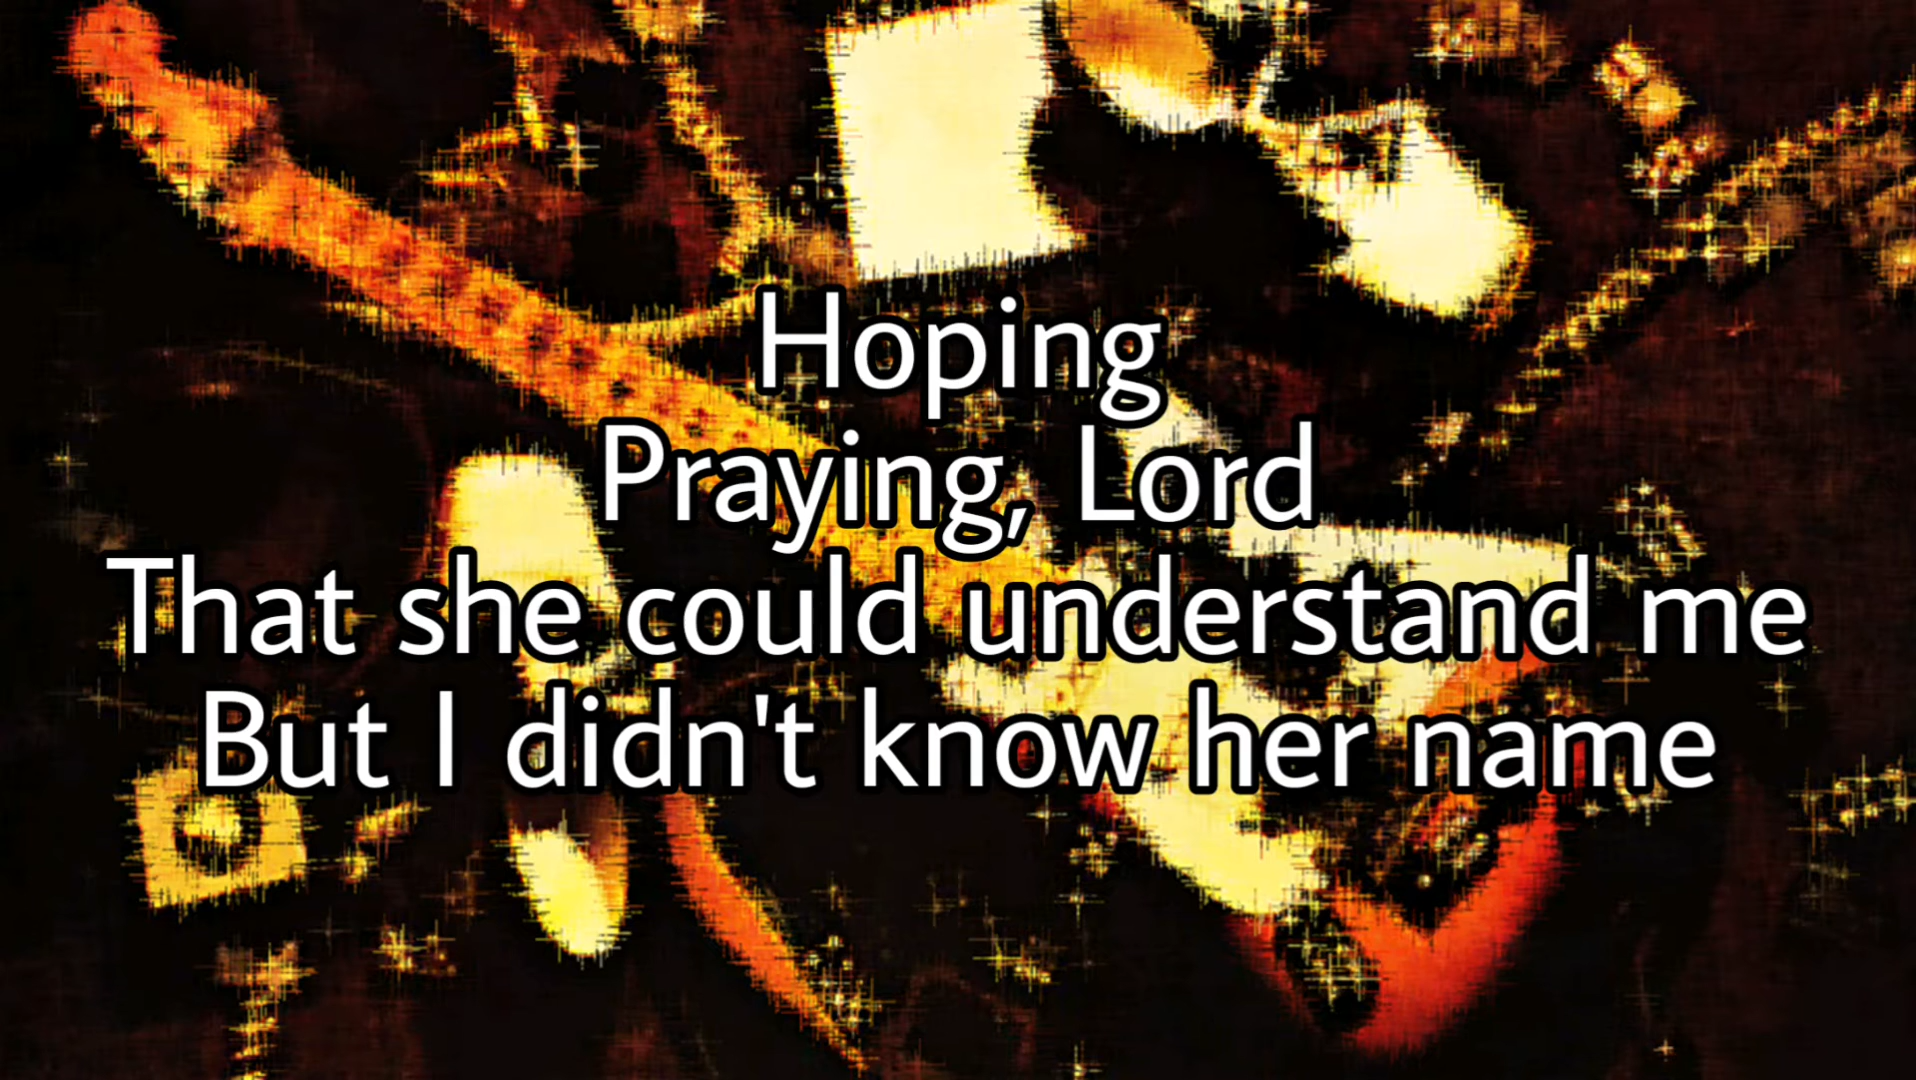 Hoping
Praying, Lord
That she could understand me
But I didn't know her name